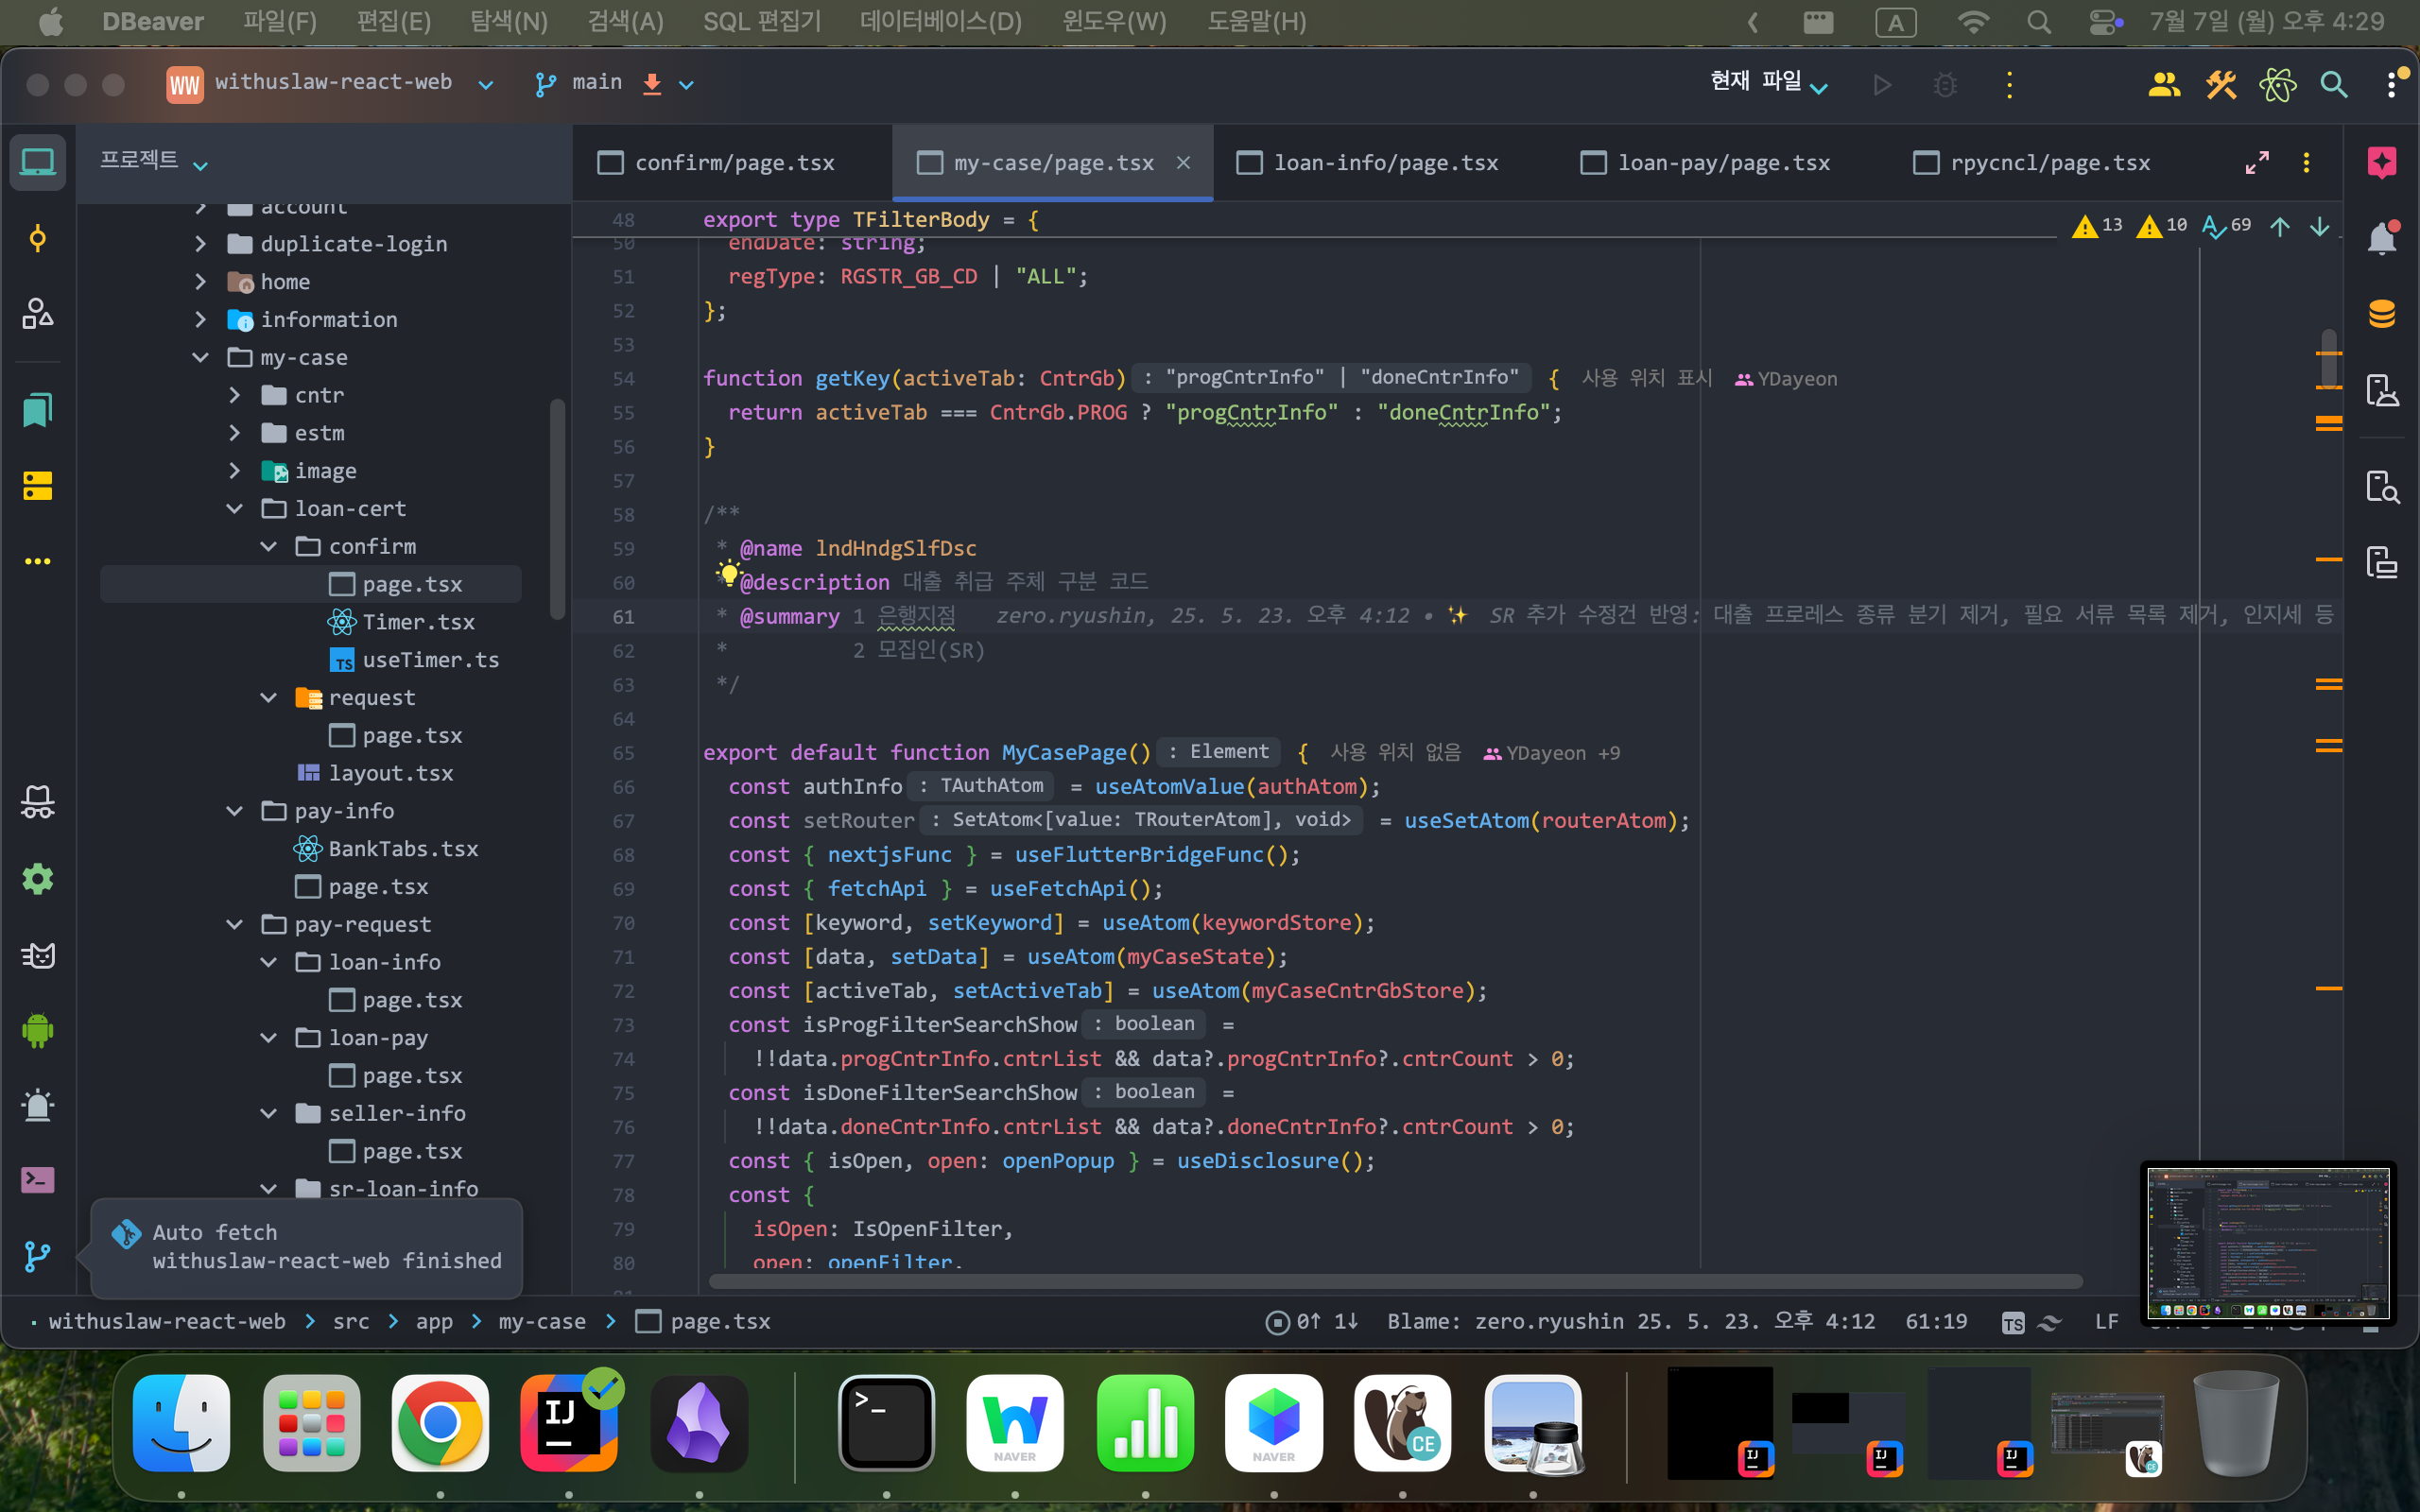 DBeaver 파일(F) 편집(E) 탐색(N) 검색(A) SQL 편집기 데이터베이스(D) 윈도우(W) 도움말(H) A 7월 7일 (월) 오후 4:29
WW withuslaw-react-web main 현재 파일
프로젝트
account
duplicate-login
home
information
my-case
cntr
estm
image
loan-cert
confirm
page.tsx
Timer.tsx
TS useTimer.ts
request
page.tsx
layout.tsx
pay-info
BankTabs.tsx
page.tsx
pay-request
loan-info
page.tsx
loan-pay
page.tsx
seller-info
page.tsx
sr-loan-info
Auto fetch
withuslaw-react-web finished
confirm/page.tsx my-case/page.tsx loan-info/page.tsx loan-pay/page.tsx rpycncl/page.tsx
13 10 69
48 export type TFilterBody = {
50 endDate: string;
51 regType: RGSTR_GB_CD | "ALL";
52 };
53
54 function getKey(activeTab: CntrGb) : "progCntrInfo" | "doneCntrInfo" { 사용 위치 표시 YDayeon
55 return activeTab === CntrGb.PROG ? "progCntrInfo" : "doneCntrInfo";
56 }
57
58 /**
59 * @name lndHndgSlfDsc
60 * @description 대출 취급 주체 구분 코드
61 * @summary 1 은행지점 zero.ryushin, 25. 5. 23. 오후 4:12 • ✨ SR 추가 수정건 반영: 대출 프로레스 종류 분기 제거, 필요 서류 목록 제거, 인지세 등
62 * 2 모집인(SR)
63 */
64
65 export default function MyCasePage() : Element { 사용 위치 없음 YDayeon +9
66 const authInfo : TAuthAtom = useAtomValue(authAtom);
67 const setRouter : SetAtom<[value: TRouterAtom], void> = useSetAtom(routerAtom);
68 const { nextjsFunc } = useFlutterBridgeFunc();
69 const { fetchApi } = useFetchApi();
70 const [keyword, setKeyword] = useAtom(keywordStore);
71 const [data, setData] = useAtom(myCaseState);
72 const [activeTab, setActiveTab] = useAtom(myCaseCntrGbStore);
73 const isProgFilterSearchShow : boolean =
74 !!data.progCntrInfo.cntrList && data?.progCntrInfo?.cntrCount > 0;
75 const isDoneFilterSearchShow : boolean =
76 !!data.doneCntrInfo.cntrList && data?.doneCntrInfo?.cntrCount > 0;
77 const { isOpen, open: openPopup } = useDisclosure();
78 const {
79 isOpen: IsOpenFilter,
80 open: openFilter,
withuslaw-react-web > src > app > my-case > page.tsx 0↑ 1↓ Blame: zero.ryushin 25. 5. 23. 오후 4:12 61:19 TS LF
IJ >_ NAVER NAVER CE IJ IJ IJ